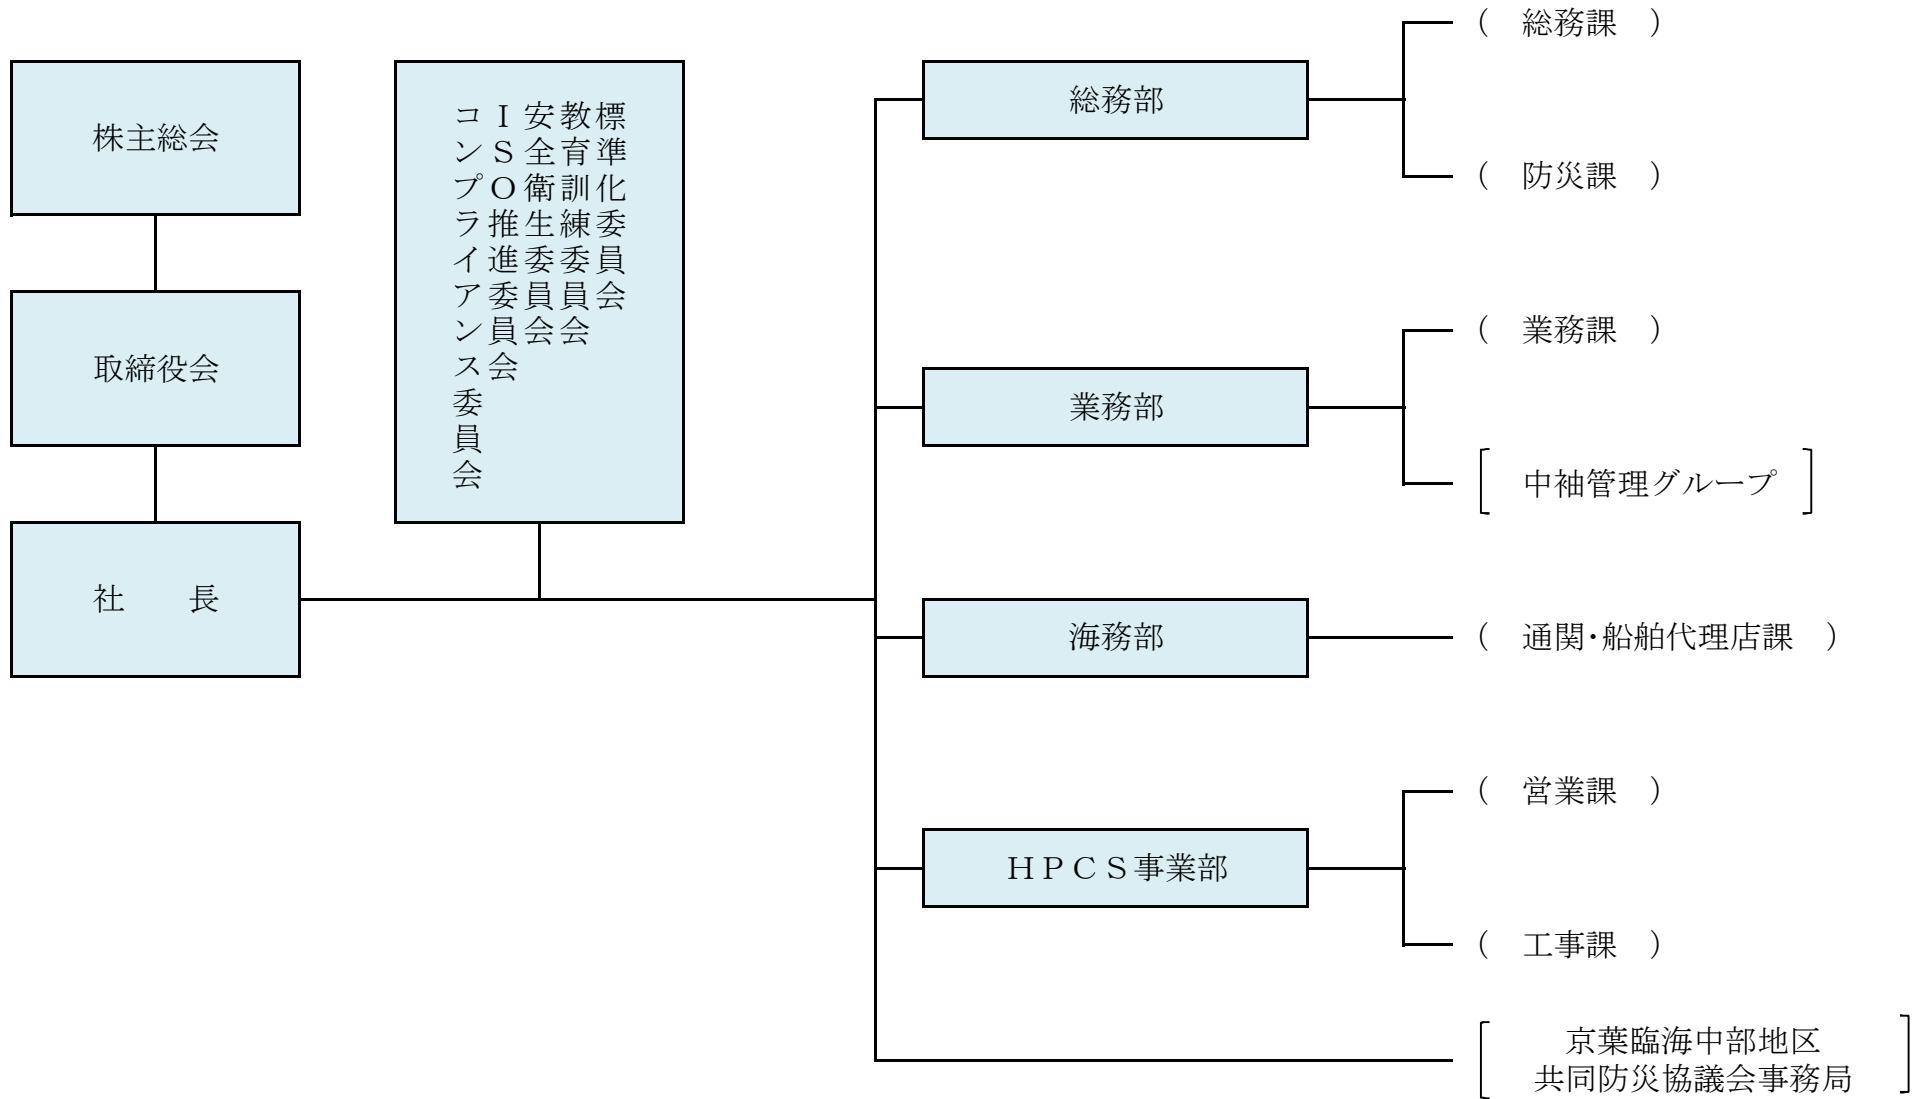 株主総会
取締役会
社　　長
標準化委員会
教育訓練委員会
安全衛生委員会
ＩＳＯ推進委員会
コンプライアンス委員会
総務部
（　総務課　）
（　防災課　）
業務部
（　業務課　）
［　中袖管理グループ　］
海務部
（　通関・船舶代理店課　）
ＨＰＣＳ事業部
（　営業課　）
（　工事課　）
京葉臨海中部地区
共同防災協議会事務局